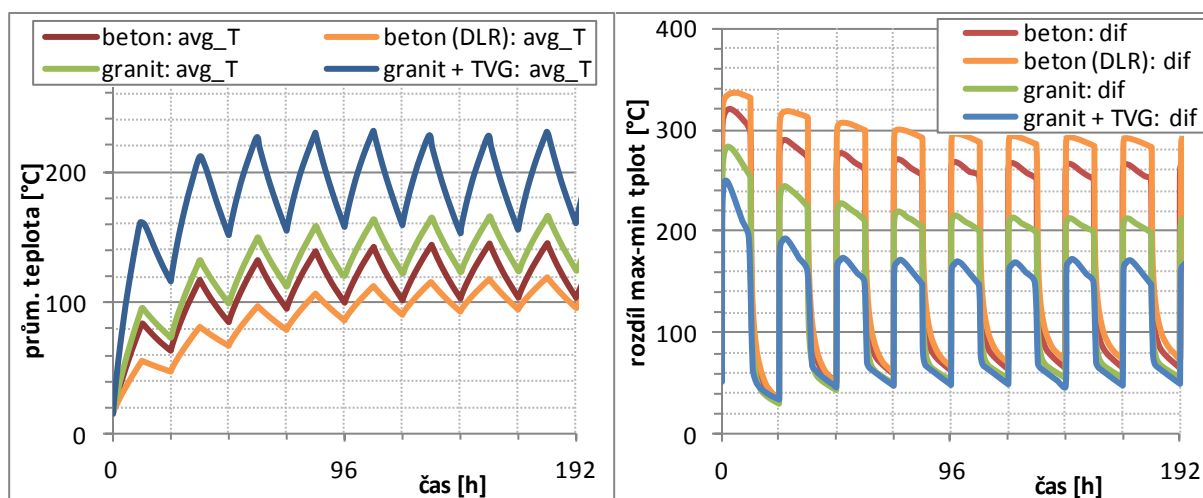 beton: avg_T
beton (DLR): avg_T
granit: avg_T
granit + TVG: avg_T
prům. teplota [°C]
200
100
0
0
96
192
čas [h]
beton: dif
beton (DLR): dif
granit: dif
granit + TVG: dif
rozdíl max-min tplot [°C]
400
300
200
100
0
0
96
192
čas [h]